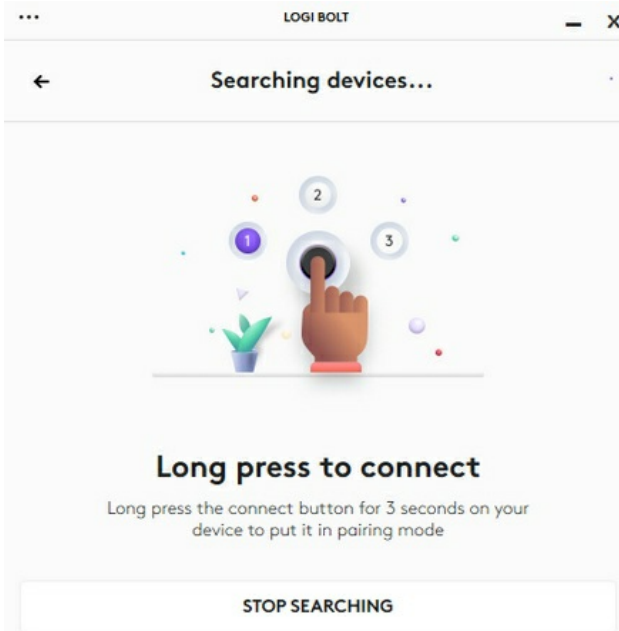 LOGI BOLT
Searching devices...
2
1
3
Long press to connect
Long press the connect button for 3 seconds on your
device to put it in pairing mode
STOP SEARCHING